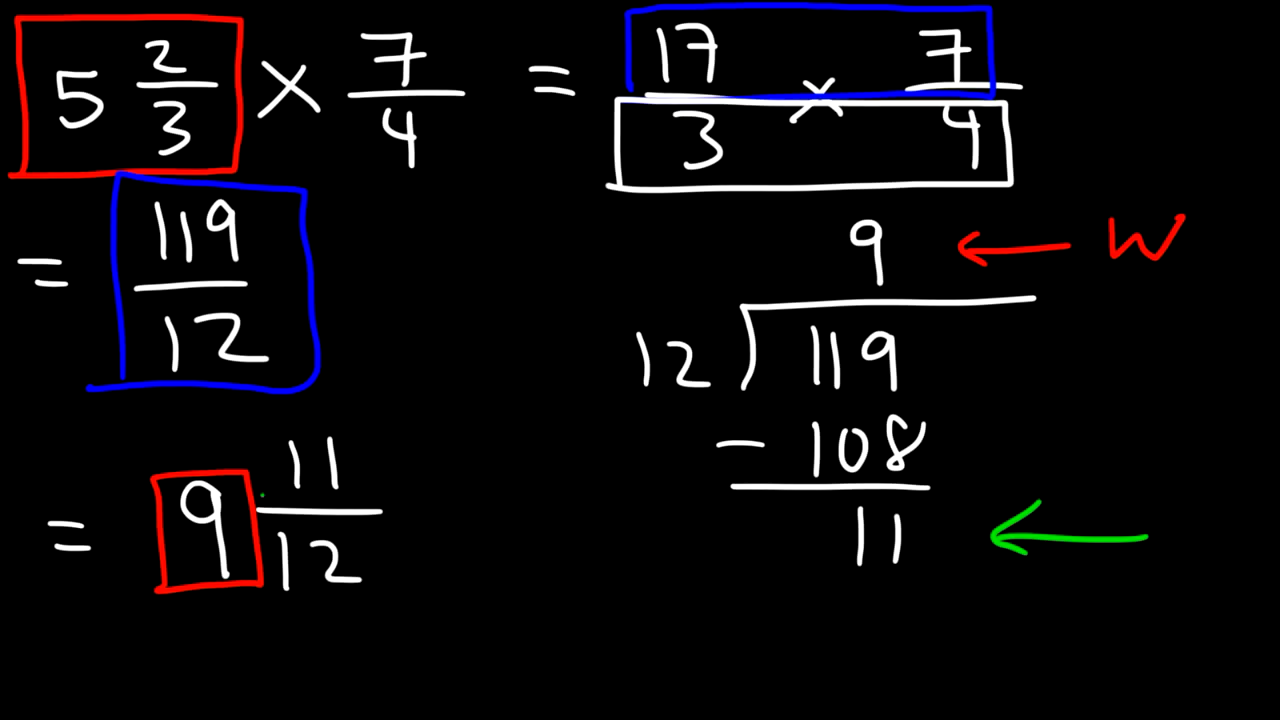 5 2/3 × 7/4 = 17/3 × 7/4
= 119/12
9 ← W
12 ) 119
- 108
11 ←
= 9 11/12